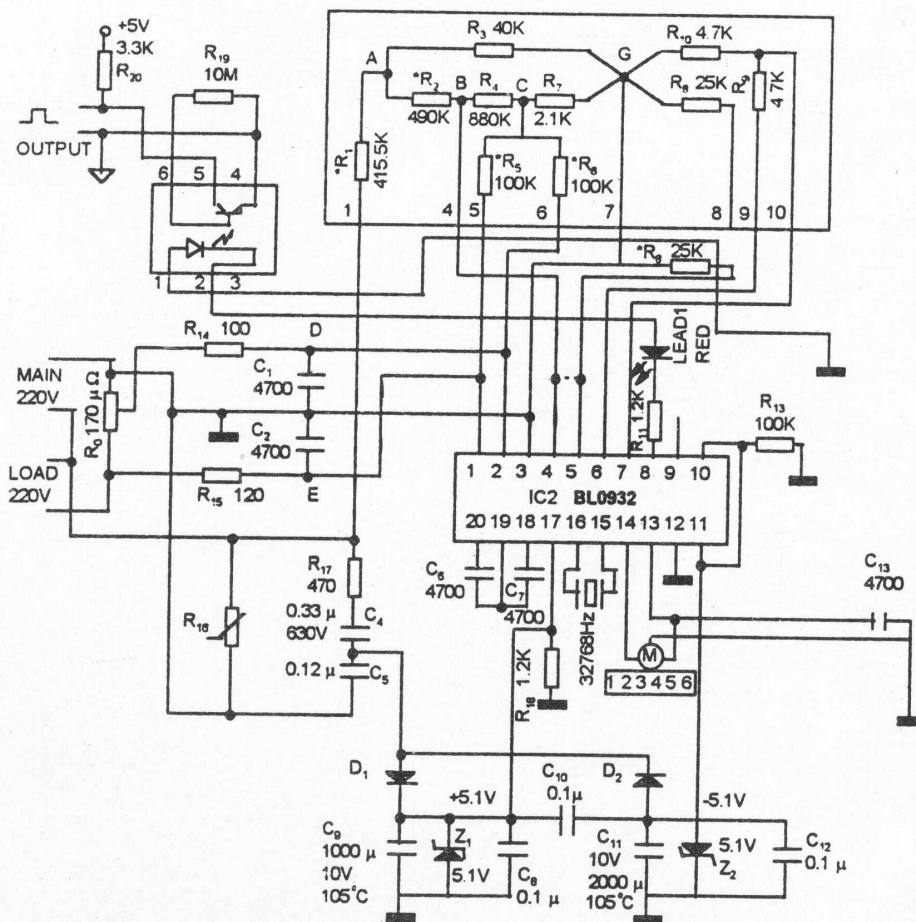 +5V
3.3K
R20
R19
10M
OUTPUT
6 5 4
1 2 3
R3 40K
A
*R2
490K
B
R4
880K
C
R7
2.1K
G
R10 4.7K
R8 25K
R9
4.7K
*R1
415.5K
*R5
100K
*R6
100K
1 4 5 6 7 8 9 10
*R8 25K
LEAD1
RED
R11 1.2K
R13
100K
R14 100
D
C1
4700
MAIN
220V
R0 170 μ Ω
C2
4700
LOAD
220V
R15 120
E
1 2 3 4 5 6 7 8 9 10
IC2 BL0932
20 19 18 17 16 15 14 13 12 11
R17
470
C6
4700
C7
4700
32768Hz
C13
4700
R16
0.33 μ
630V
C4
0.12 μ
C5
R18
1.2K
M
1 2 3 4 5 6
D1
+5.1V
C10
0.1 μ
D2
-5.1V
C9
1000 μ
10V
105°C
Z1
5.1V
C8
0.1 μ
C11
10V
2000 μ
105°C
5.1V
Z2
C12
0.1 μ